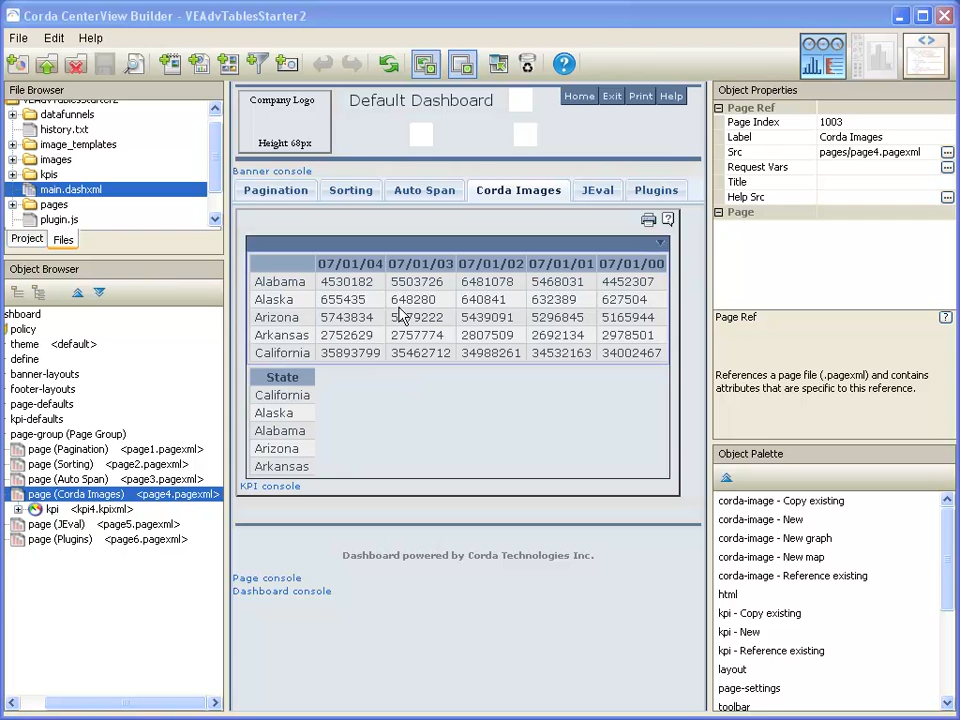 Corda CenterView Builder - VEAdvTablesStarter2
File Edit Help
File Browser
VEAdvTablesStarter2
datafunnels
history.txt
image_templates
images
kpis
main.dashxml
pages
plugin.js
Project Files
Object Browser
shboard
policy
theme <default>
define
banner-layouts
footer-layouts
page-defaults
kpi-defaults
page-group (Page Group)
page (Pagination) <page1.pagexml>
page (Sorting) <page2.pagexml>
page (Auto Span) <page3.pagexml>
page (Corda Images) <page4.pagexml>
kpi <kpi4.kpixml>
page (JEval) <page5.pagexml>
page (Plugins) <page6.pagexml>
Company Logo
Height 68px
Default Dashboard
Home Exit Print Help
Banner console
Pagination Sorting Auto Span Corda Images JEval Plugins
07/01/04 07/01/03 07/01/02 07/01/01 07/01/00
Alabama 4530182 5503726 6481078 5468031 4452307
Alaska 655435 648280 640841 632389 627504
Arizona 5743834 5439091 5296845 5165944
Arkansas 2752629 2757774 2807509 2692134 2978501
California 35893799 35462712 34988261 34532163 34002467
State
California
Alaska
Alabama
Arizona
Arkansas
KPI console
Dashboard powered by Corda Technologies Inc.
Page console
Dashboard console
Object Properties
Page Ref
Page Index 1003
Label Corda Images
Src pages/page4.pagexml
Request Vars
Title
Help Src
Page
Page Ref
References a page file (.pagexml) and contains
attributes that are specific to this reference.
Object Palette
corda-image - Copy existing
corda-image - New
corda-image - New graph
corda-image - New map
corda-image - Reference existing
html
kpi - Copy existing
kpi - New
kpi - Reference existing
layout
page-settings
toolbar